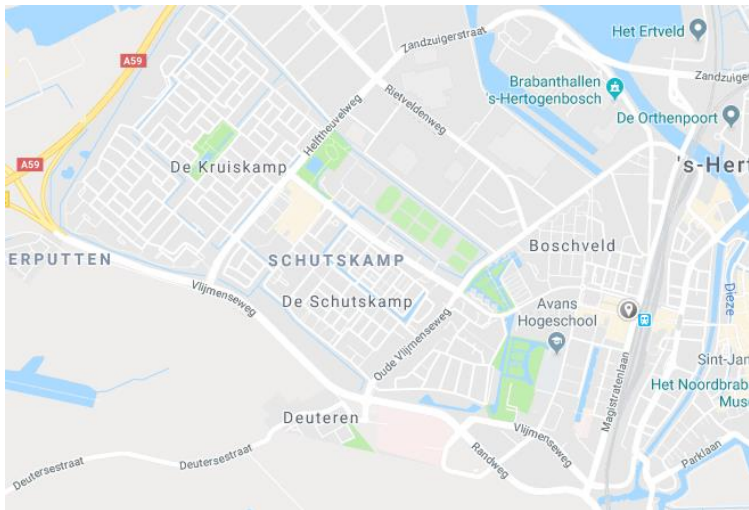 Het Ertveld
Zandzuigerstraat
A59
Zandzuige
Rietveldenweg
Brabanthallen
's-Hertogenbosch
De Orthenpoort
Helftheuvelweg
A59
De Kruiskamp
's-Hert
Boschveld
ERPUTTEN
SCHUTSKAMP
Vlijmenseweg
De Schutskamp
Avans
Hogeschool
Dieze
Oude Vlijmenseweg
Sint-Jan
Magistratenlaan
Het Noordbrab
Muse
Deuteren
Vlijmenseweg
Randweg
Parklaan
Deutersestraat
Deutersestraat